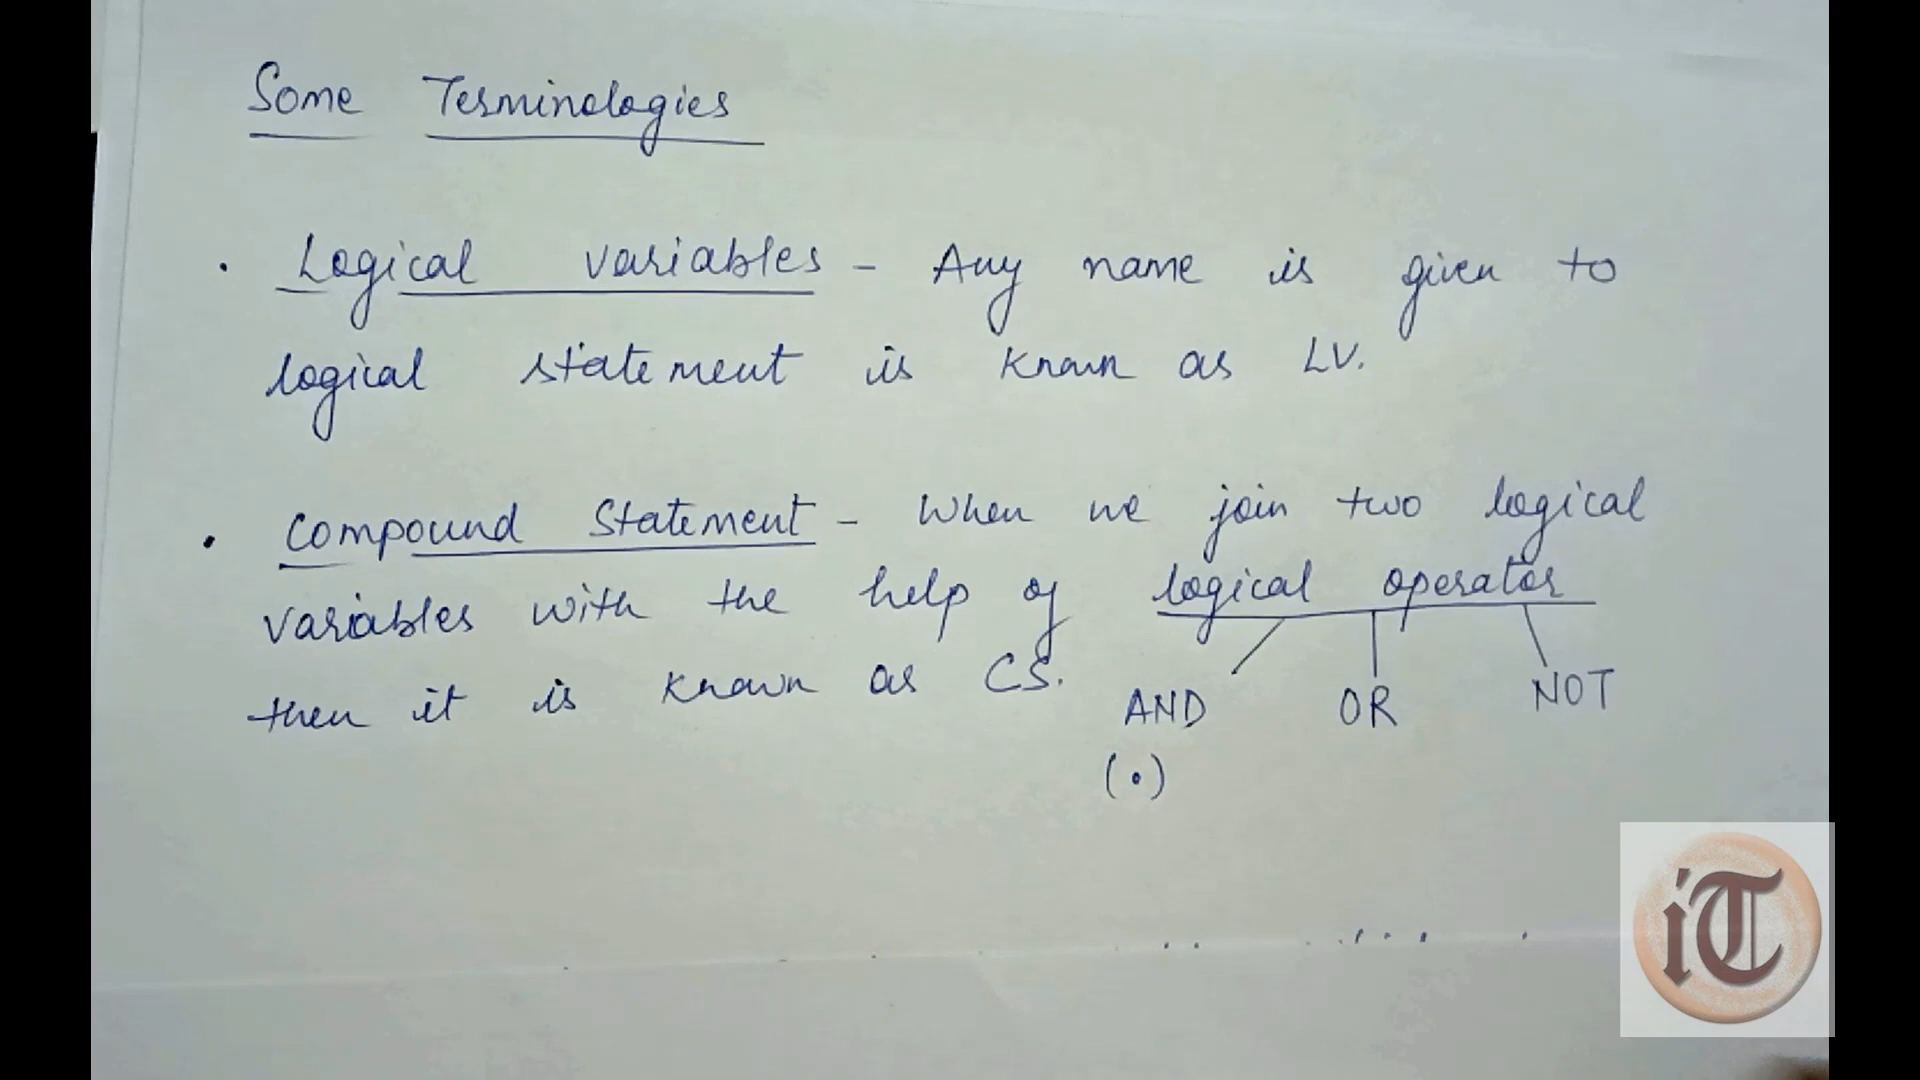 Some Terminologies
· Logical variables - Any name is given to
logical statement is known as LV.
· Compound Statement - When we join two logical
variables with the help of logical operator
then it is known as CS.
AND OR NOT
(·)
iT